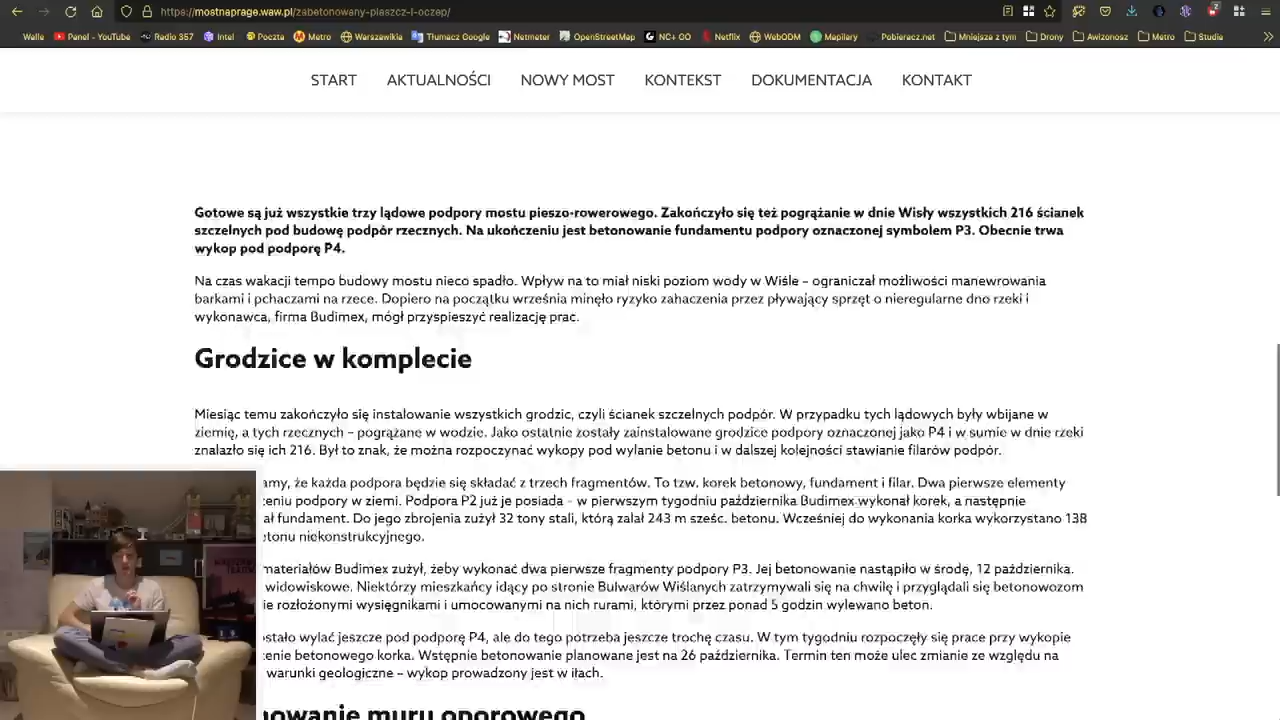 https://mostnaprage.waw.pl/zabetonowany-piaszcz-i-oczep/
Walle Panel - YouTube Radio 357 Intel Poczta Metro Warszawikia Tłumacz Google Netmeter OpenStreetMap NC+ GO Netflix WebODM Mapilary Pobieracz.net Mniejsze z tym Drony Awizonosz Metro Studia
START AKTUALNOŚCI NOWY MOST KONTEKST DOKUMENTACJA KONTAKT
Gotowe są już wszystkie trzy lądowe podpory mostu pieszo-rowerowego. Zakończyło się też pogrążanie w dnie Wisły wszystkich 216 ścianek
szczelnych pod budowę podpór rzecznych. Na ukończeniu jest betonowanie fundamentu podpory oznaczonej symbolem P3. Obecnie trwa
wykop pod podporę P4.
Na czas wakacji tempo budowy mostu nieco spadło. Wpływ na to miał niski poziom wody w Wiśle – ograniczał możliwości manewrowania
barkami i pchaczami na rzece. Dopiero na początku września minęło ryzyko zahaczenia przez pływający sprzęt o nieregularne dno rzeki i
wykonawca, firma Budimex, mógł przyspieszyć realizację prac.
Grodzice w komplecie
Miesiąc temu zakończyło się instalowanie wszystkich grodzic, czyli ścianek szczelnych podpór. W przypadku tych lądowych były wbijane w
ziemię, a tych rzecznych – pogrążane w wodzie. Jako ostatnie zostały zainstalowane grodzice podpory oznaczonej jako P4 i w sumie w dnie rzeki
znalazło się ich 216. Był to znak, że można rozpoczynać wykopy pod wylanie betonu i w dalszej kolejności stawianie filarów podpór.
amy, że każda podpora będzie się składać z trzech fragmentów. To tzw. korek betonowy, fundament i filar. Dwa pierwsze elementy
eniu podpory w ziemi. Podpora P2 już je posiada – w pierwszym tygodniu października Budimex wykonał korek, a następnie
ał fundament. Do jego zbrojenia zużył 32 tony stali, którą zalał 243 m sześc. betonu. Wcześniej do wykonania korka wykorzystano 138
etonu niekonstrukcyjnego.
materiałów Budimex zużył, żeby wykonać dwa pierwsze fragmenty podpory P3. Jej betonowanie nastąpiło w środę, 12 października.
widowiskowe. Niektórzy mieszkańcy idący po stronie Bulwarów Wiślanych zatrzymywali się na chwilę i przyglądali się betonowozom
ie rozłożonymi wysięgnikami i umocowanymi na nich rurami, którymi przez ponad 5 godzin wylewano beton.
ostało wylać jeszcze pod podporę P4, ale do tego potrzeba jeszcze trochę czasu. W tym tygodniu rozpoczęły się prace przy wykopie
zenie betonowego korka. Wstępnie betonowanie planowane jest na 26 października. Termin ten może ulec zmianie ze względu na
warunki geologiczne – wykop prowadzony jest w iłach.
nowanie muru oporowego